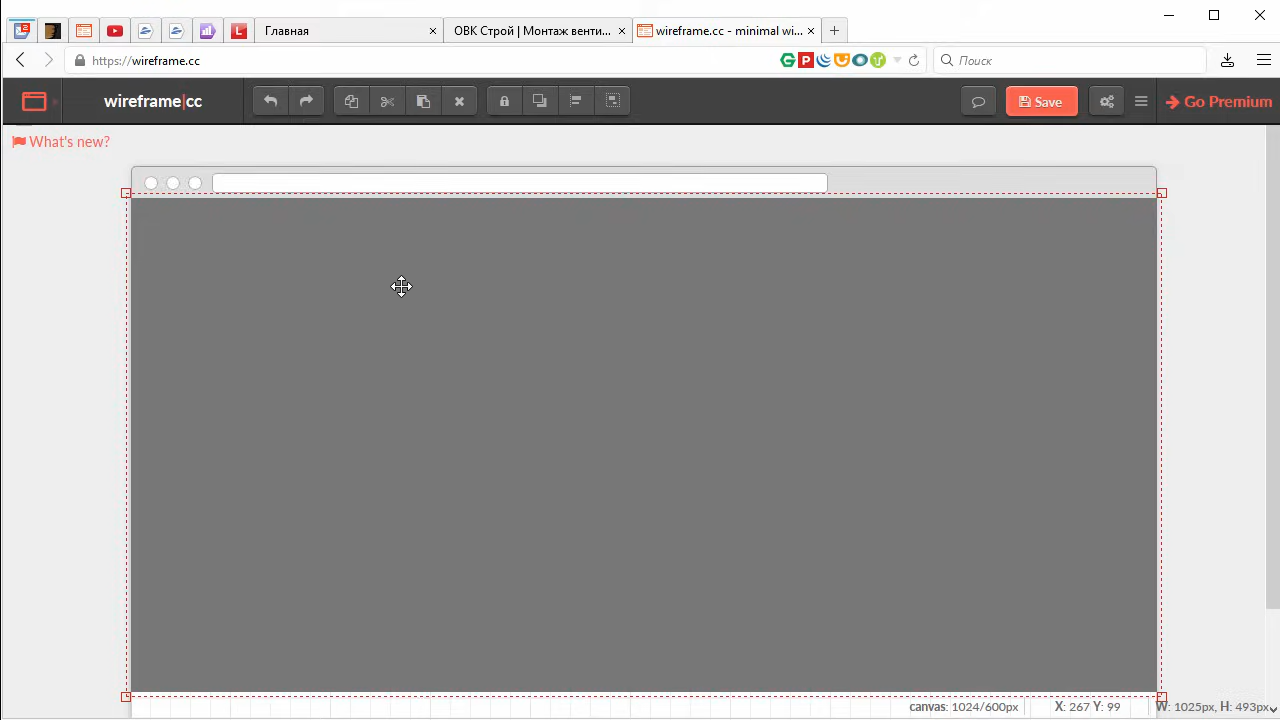 Главная
ОВК Строй | Монтаж венти...
wireframe.cc - minimal wi...
https://wireframe.cc
Поиск
wireframe|cc
Save
Go Premium
What's new?
canvas: 1024/600px
X: 267 Y: 99
W: 1025px, H: 493px